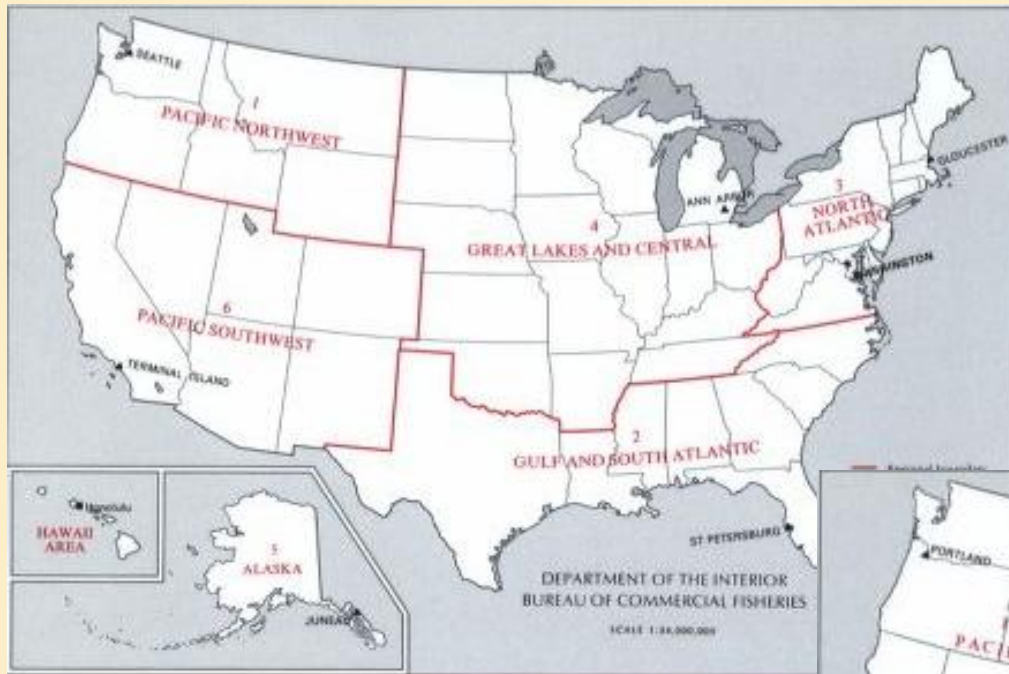 SEATTLE
1
PACIFIC NORTHWEST
GLOUCESTER
ANN ARBOR
3
NORTH
ATLANTIC
4
GREAT LAKES AND CENTRAL
6
PACIFIC SOUTHWEST
TERMINAL ISLAND
2
GULF AND SOUTH ATLANTIC
Honolulu
HAWAII
AREA
5
ALASKA
JUNEAU
ST PETERSBURG
DEPARTMENT OF THE INTERIOR
BUREAU OF COMMERCIAL FISHERIES
PORTLAND